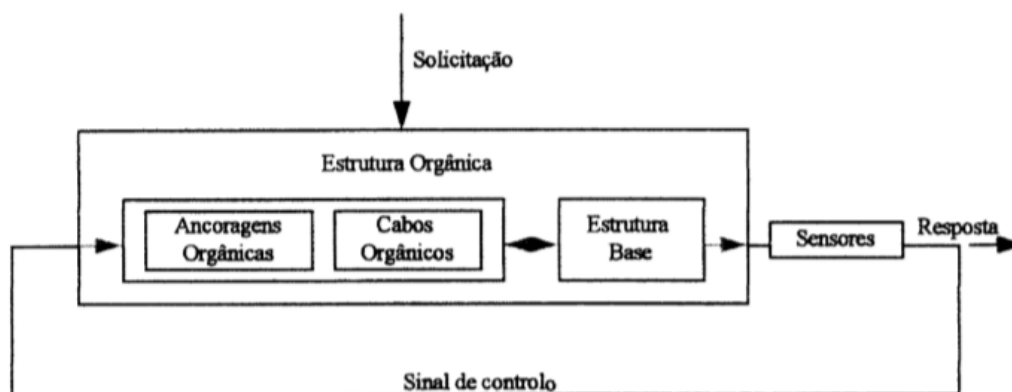 Solicitação
Estrutura Orgânica
Ancoragens
Orgânicas
Cabos
Orgânicos
Estrutura
Base
Sensores
Resposta
Sinal de controlo